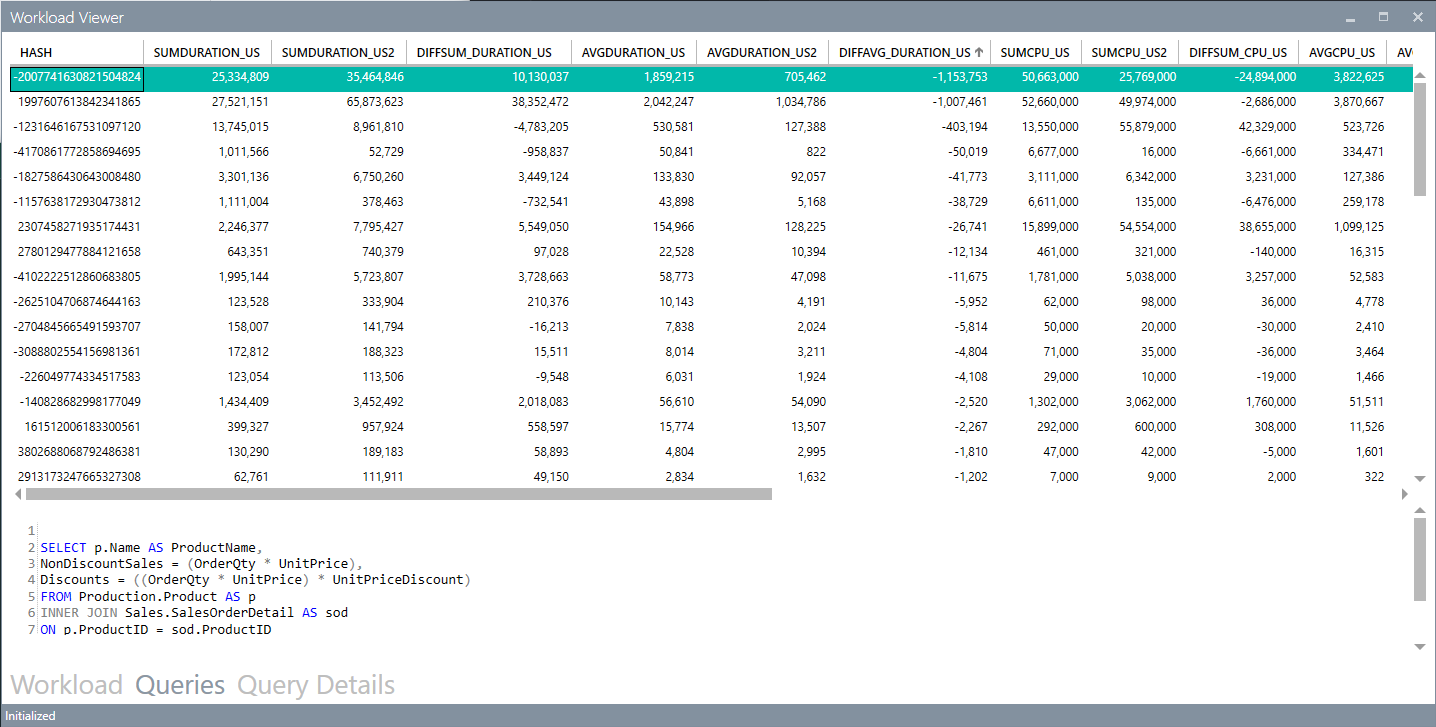 Workload Viewer
HASH SUMDURATION_US SUMDURATION_US2 DIFFSUM_DURATION_US AVGDURATION_US AVGDURATION_US2 DIFFAVG_DURATION_US SUMCPU_US SUMCPU_US2 DIFFSUM_CPU_US AVGCPU_US AV
-2007741630821504824 25,334,809 35,464,846 10,130,037 1,859,215 705,462 -1,153,753 50,663,000 25,769,000 -24,894,000 3,822,625
1997607613842341865 27,521,151 65,873,623 38,352,472 2,042,247 1,034,786 -1,007,461 52,660,000 49,974,000 -2,686,000 3,870,667
-1231646167531097120 13,745,015 8,961,810 -4,783,205 530,581 127,388 -403,194 13,550,000 55,879,000 42,329,000 523,726
-4170861772858694695 1,011,566 52,729 -958,837 50,841 822 -50,019 6,677,000 16,000 -6,661,000 334,471
-1827586430643008480 3,301,136 6,750,260 3,449,124 133,830 92,057 -41,773 3,111,000 6,342,000 3,231,000 127,386
-1157638172930473812 1,111,004 378,463 -732,541 43,898 5,168 -38,729 6,611,000 135,000 -6,476,000 259,178
2307458271935174431 2,246,377 7,795,427 5,549,050 154,966 128,225 -26,741 15,899,000 54,554,000 38,655,000 1,099,125
2780129477884121658 643,351 740,379 97,028 22,528 10,394 -12,134 461,000 321,000 -140,000 16,315
-4102222512860683805 1,995,144 5,723,807 3,728,663 58,773 47,098 -11,675 1,781,000 5,038,000 3,257,000 52,583
-2625104706874644163 123,528 333,904 210,376 10,143 4,191 -5,952 62,000 98,000 36,000 4,778
-2704845665491593707 158,007 141,794 -16,213 7,838 2,024 -5,814 50,000 20,000 -30,000 2,410
-3088802554156981361 172,812 188,323 15,511 8,014 3,211 -4,804 71,000 35,000 -36,000 3,464
-226049774334517583 123,054 113,506 -9,548 6,031 1,924 -4,108 29,000 10,000 -19,000 1,466
-140828682998177049 1,434,409 3,452,492 2,018,083 56,610 54,090 -2,520 1,302,000 3,062,000 1,760,000 51,511
161512006183300561 399,327 957,924 558,597 15,774 13,507 -2,267 292,000 600,000 308,000 11,526
3802688068792486381 130,290 189,183 58,893 4,804 2,995 -1,810 47,000 42,000 -5,000 1,601
2913173247665327308 62,761 111,911 49,150 2,834 1,632 -1,202 7,000 9,000 2,000 322
1
2 SELECT p.Name AS ProductName,
3 NonDiscountSales = (OrderQty * UnitPrice),
4 Discounts = ((OrderQty * UnitPrice) * UnitPriceDiscount)
5 FROM Production.Product AS p
6 INNER JOIN Sales.SalesOrderDetail AS sod
7 ON p.ProductID = sod.ProductID
Workload Queries Query Details
Initialized